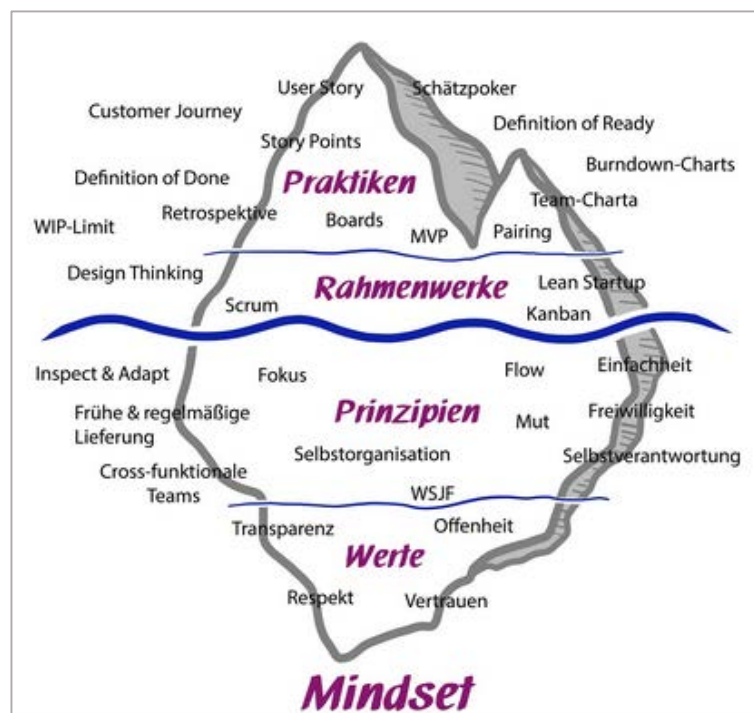 User Story
Schätzpoker
Customer Journey
Definition of Ready
Story Points
Burndown-Charts
Definition of Done
Praktiken
Team-Charta
Retrospektive
Boards
WIP-Limit
MVP
Pairing
Design Thinking
Rahmenwerke
Lean Startup
Scrum
Kanban
Inspect & Adapt
Fokus
Flow
Einfachheit
Frühe & regelmäßige
Lieferung
Prinzipien
Mut
Freiwilligkeit
Selbstorganisation
Selbstverantwortung
Cross-funktionale
Teams
WSJF
Transparenz
Offenheit
Werte
Respekt
Vertrauen
Mindset